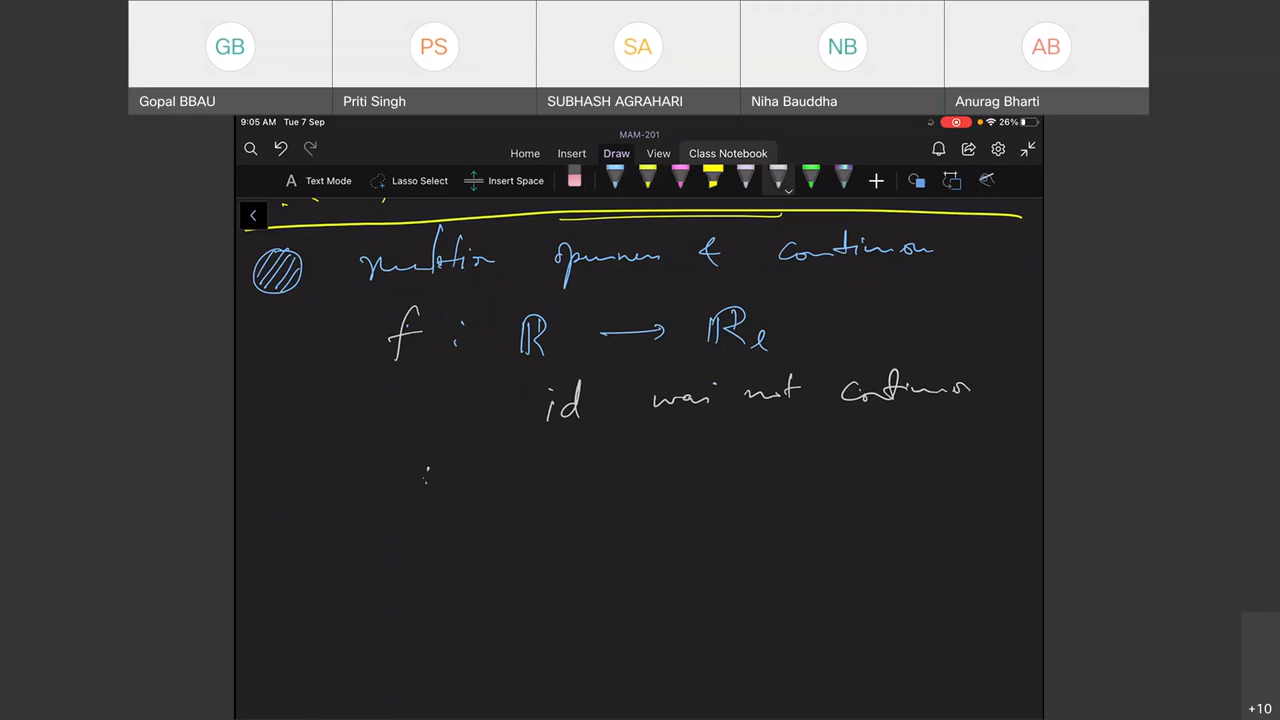 GB PS SA NB AB
Gopal BBAU Priti Singh SUBHASH AGRAHARI Niha Bauddha Anurag Bharti
9:05 AM Tue 7 Sep 26%
MAM-201
Home Insert Draw View Class Notebook
Text Mode Lasso Select Insert Space
&
f : ℝ ⟶ ℝℓ
id was not continuous
+10